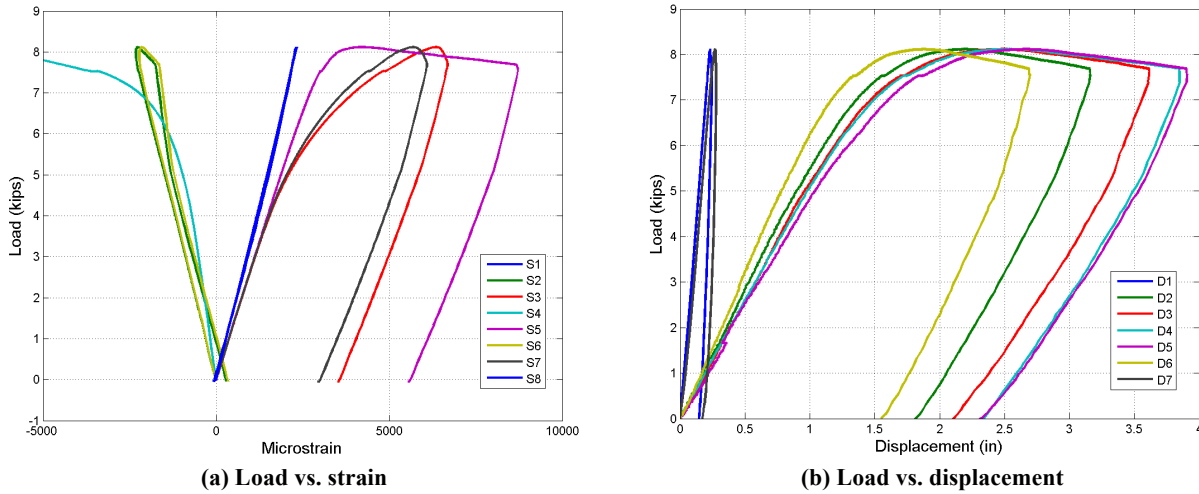 9
8
7
6
5
4
3
2
1
0
-1
Load (kips)
S1
S2
S3
S4
S5
S6
S7
S8
-5000 0 5000 10000
Microstrain
(a) Load vs. strain
9
8
7
6
5
4
3
2
1
0
Load (kips)
D1
D2
D3
D4
D5
D6
D7
0 0.5 1 1.5 2 2.5 3 3.5 4
Displacement (in)
(b) Load vs. displacement